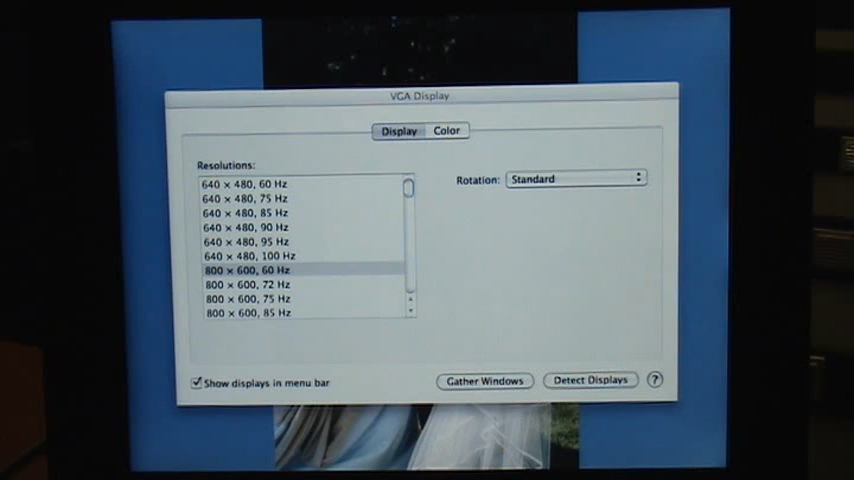 VGA Display
Display Color
Resolutions:
Rotation: Standard
640 × 480, 60 Hz
640 × 480, 75 Hz
640 × 480, 85 Hz
640 × 480, 90 Hz
640 × 480, 95 Hz
640 × 480, 100 Hz
800 × 600, 60 Hz
800 × 600, 72 Hz
800 × 600, 75 Hz
800 × 600, 85 Hz
Show displays in menu bar
Gather Windows Detect Displays ?